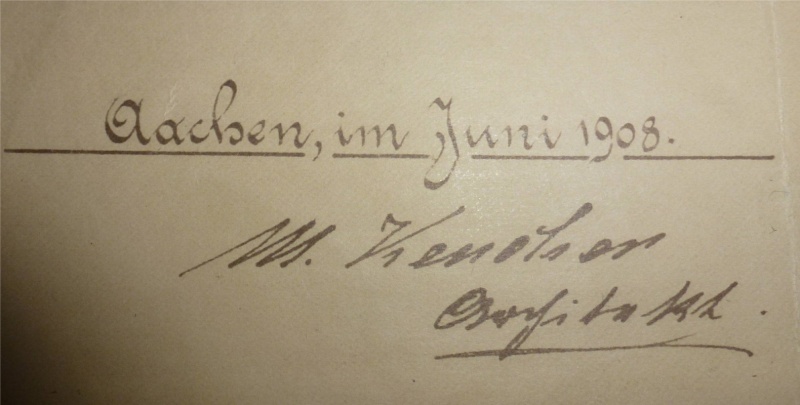 Aachen, im Juni 1908.
M.
Architekt.